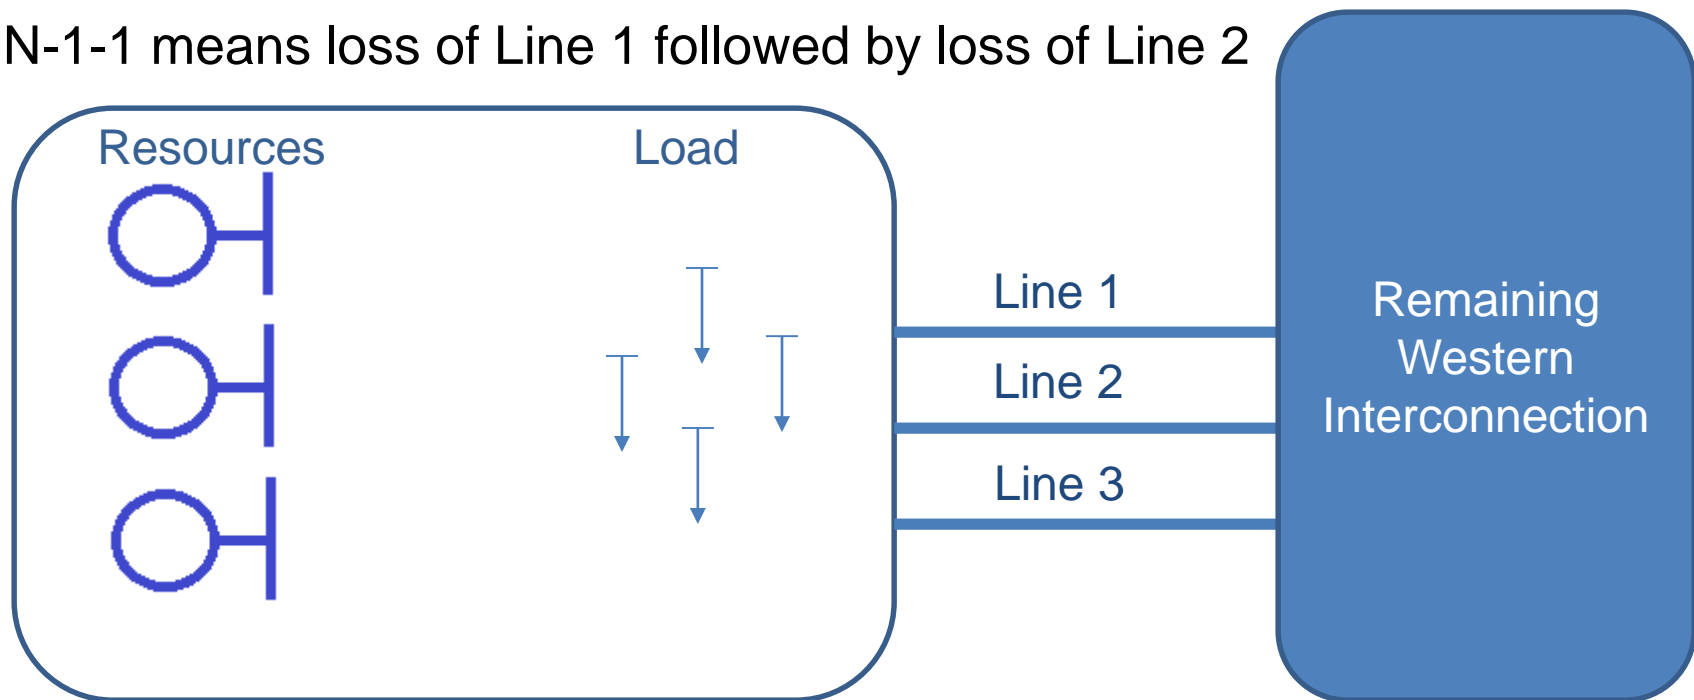 N-1-1 means loss of Line 1 followed by loss of Line 2
Resources
Load
Line 1
Line 2
Line 3
Remaining
Western
Interconnection